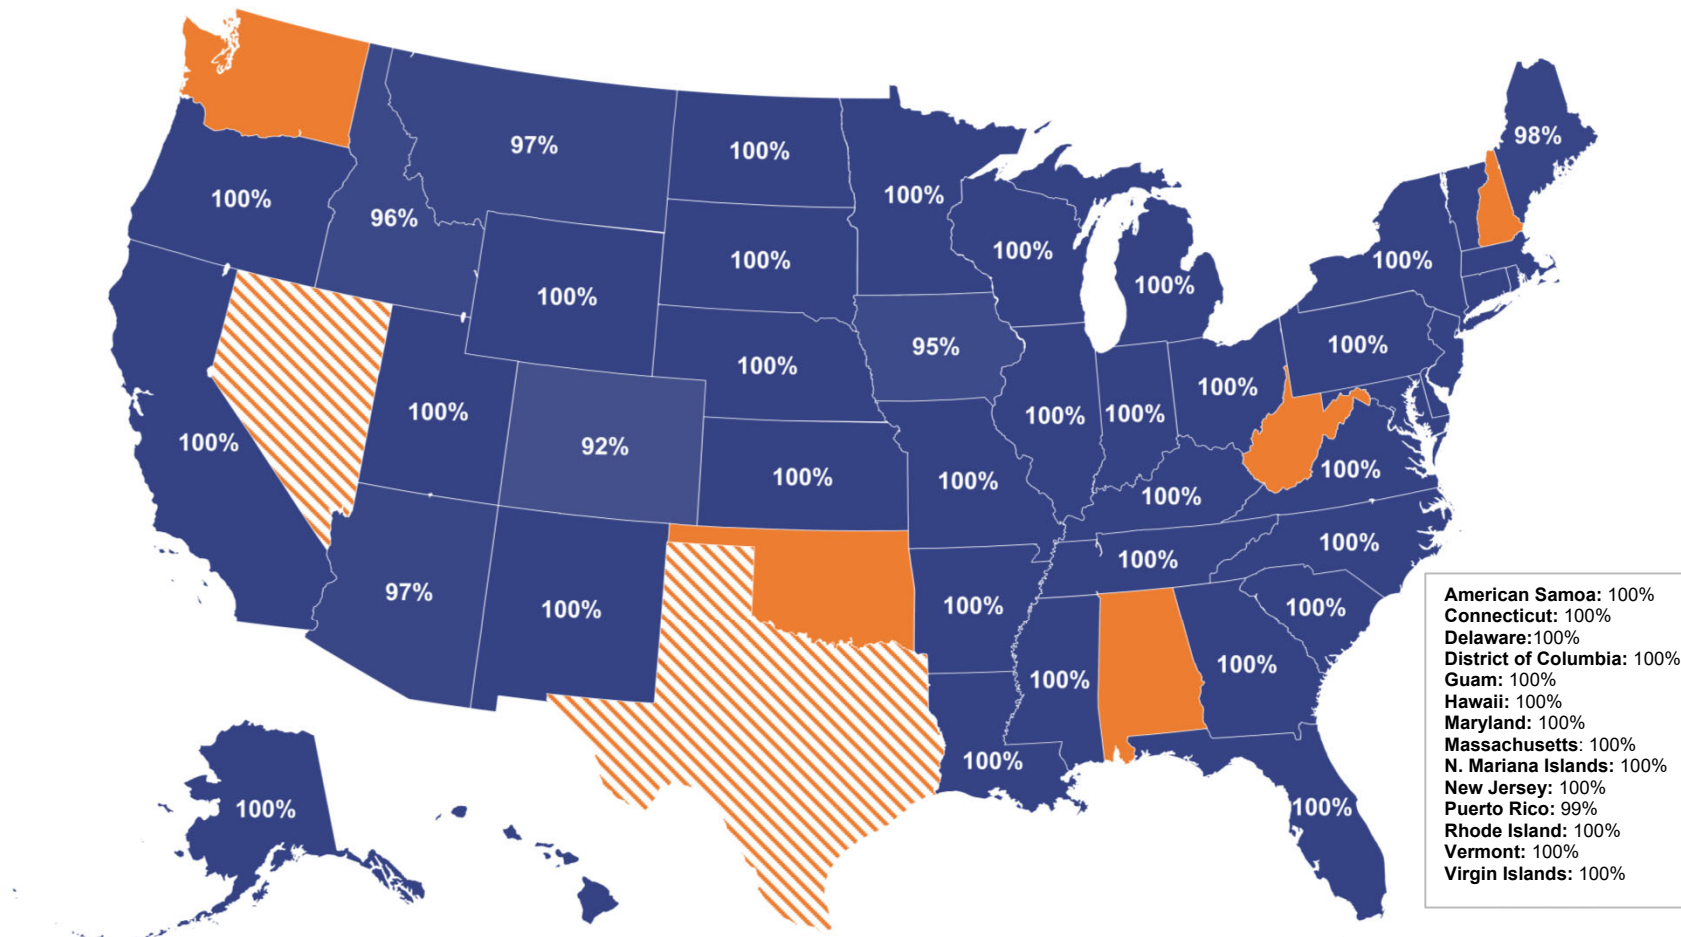 98%
97%
100%
100%
100%
96%
100%
100%
100%
100%
100%
100%
95%
100%
100%
100%
100%
100%
100%
100%
100%
92%
100%
100%
100%
100%
100%
100%
97%
100%
100%
100%
100%
100%
100%
100%
100%
American Samoa: 100%
Connecticut: 100%
Delaware:100%
District of Columbia: 100%
Guam: 100%
Hawaii: 100%
Maryland: 100%
Massachusetts: 100%
N. Mariana Islands: 100%
New Jersey: 100%
Puerto Rico: 99%
Rhode Island: 100%
Vermont: 100%
Virgin Islands: 100%